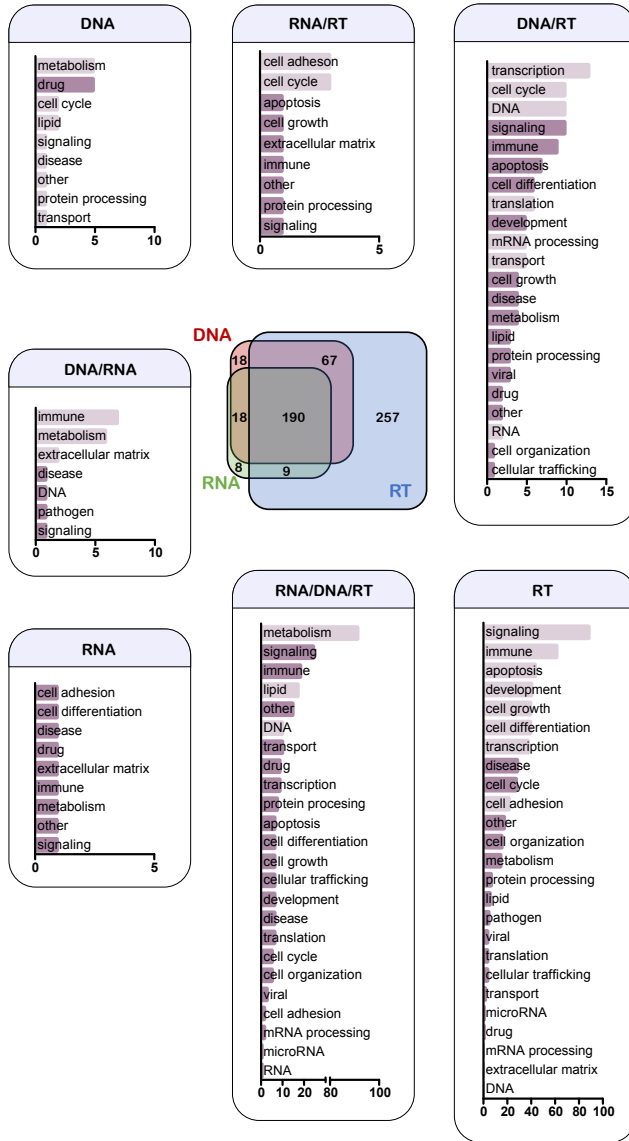 DNA
metabolism
drug
cell cycle
lipid
signaling
disease
other
protein processing
transport
0 5 10
RNA/RT
cell adheson
cell cycle
apoptosis
cell growth
extracellular matrix
immune
other
protein processing
signaling
0 5
DNA/RT
transcription
cell cycle
DNA
signaling
immune
apoptosis
cell differentiation
translation
development
mRNA processing
transport
cell growth
disease
metabolism
lipid
protein processing
viral
drug
other
RNA
cell organization
cellular trafficking
0 5 10 15
DNA/RNA
immune
metabolism
extracellular matrix
disease
DNA
pathogen
signaling
0 5 10
DNA
18 67
18 190 257
8 9
RNA RT
RNA
cell adhesion
cell differentiation
disease
drug
extracellular matrix
immune
metabolism
other
signaling
0 5
RNA/DNA/RT
metabolism
signaling
immune
lipid
other
DNA
transport
drug
transcription
protein procesing
apoptosis
cell differentiation
cell growth
cellular trafficking
development
disease
translation
cell cycle
cell organization
viral
cell adhesion
mRNA processing
microRNA
RNA
0 10 20 80 100
RT
signaling
immune
apoptosis
development
cell growth
cell differentiation
transcription
disease
cell cycle
cell adhesion
other
cell organization
metabolism
protein processing
lipid
pathogen
viral
translation
cellular trafficking
transport
microRNA
drug
mRNA processing
extracellular matrix
DNA
0 20 40 60 80 100